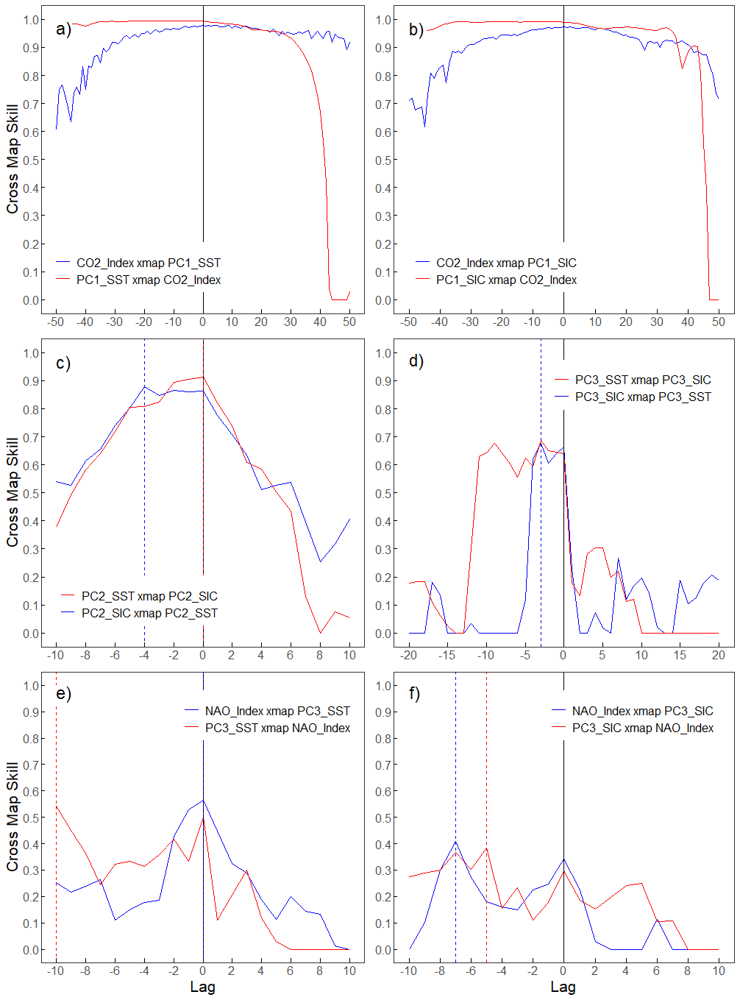 a)
Cross Map Skill
1.0
0.9
0.8
0.7
0.6
0.5
0.4
0.3
0.2
0.1
0.0
CO2_Index xmap PC1_SST
PC1_SST xmap CO2_Index
-50 -40 -30 -20 -10 0 10 20 30 40 50
b)
1.0
0.9
0.8
0.7
0.6
0.5
0.4
0.3
0.2
0.1
0.0
CO2_Index xmap PC1_SIC
PC1_SIC xmap CO2_Index
-50 -40 -30 -20 -10 0 10 20 30 40 50
c)
Cross Map Skill
1.0
0.9
0.8
0.7
0.6
0.5
0.4
0.3
0.2
0.1
0.0
PC2_SST xmap PC2_SIC
PC2_SIC xmap PC2_SST
-10 -8 -6 -4 -2 0 2 4 6 8 10
d)
1.0
0.9
0.8
0.7
0.6
0.5
0.4
0.3
0.2
0.1
0.0
PC3_SST xmap PC3_SIC
PC3_SIC xmap PC3_SST
-20 -15 -10 -5 0 5 10 15 20
e)
Cross Map Skill
1.0
0.9
0.8
0.7
0.6
0.5
0.4
0.3
0.2
0.1
0.0
NAO_Index xmap PC3_SST
PC3_SST xmap NAO_Index
-10 -8 -6 -4 -2 0 2 4 6 8 10
Lag
f)
1.0
0.9
0.8
0.7
0.6
0.5
0.4
0.3
0.2
0.1
0.0
NAO_Index xmap PC3_SIC
PC3_SIC xmap NAO_Index
-10 -8 -6 -4 -2 0 2 4 6 8 10
Lag